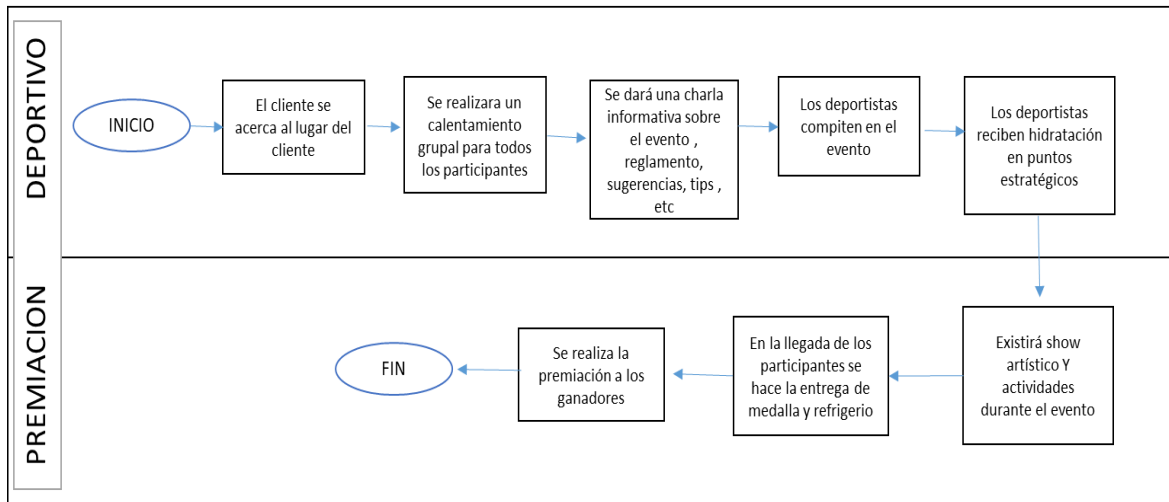 DEPORTIVO
INICIO
El cliente se
acerca al lugar del
cliente
Se realizara un
calentamiento
grupal para todos
los participantes
Se dará una charla
informativa sobre
el evento ,
reglamento,
sugerencias, tips ,
etc
Los deportistas
compiten en el
evento
Los deportistas
reciben hidratación
en puntos
estratégicos
PREMIACION
Existirá show
artístico Y
actividades
durante el evento
En la llegada de los
participantes se
hace la entrega de
medalla y refrigerio
Se realiza la
premiación a los
ganadores
FIN